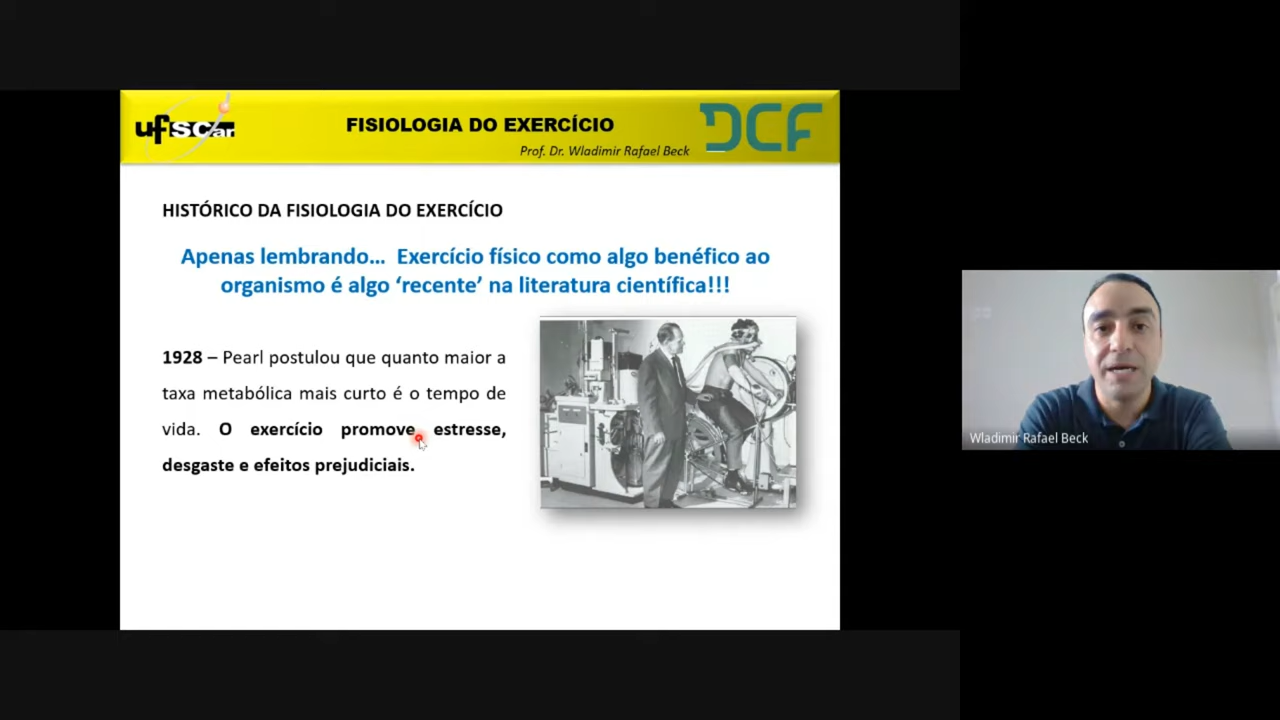 ufscar
FISIOLOGIA DO EXERCÍCIO
Prof. Dr. Wladimir Rafael Beck
DCF
HISTÓRICO DA FISIOLOGIA DO EXERCÍCIO
Apenas lembrando... Exercício físico como algo benéfico ao
organismo é algo ‘recente’ na literatura científica!!!
1928 – Pearl postulou que quanto maior a
taxa metabólica mais curto é o tempo de
vida. O exercício promove estresse,
desgaste e efeitos prejudiciais.
Wladimir Rafael Beck